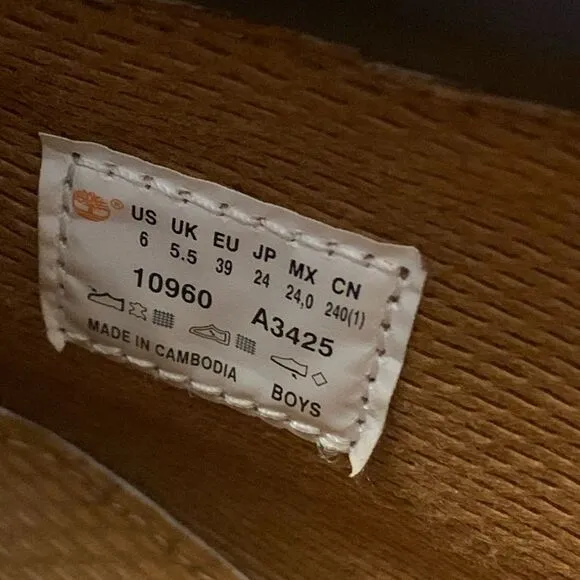 ® US UK EU JP MX CN
6 5.5 39 24 24,0 240(1)
10960 A3425
MADE IN CAMBODIA BOYS